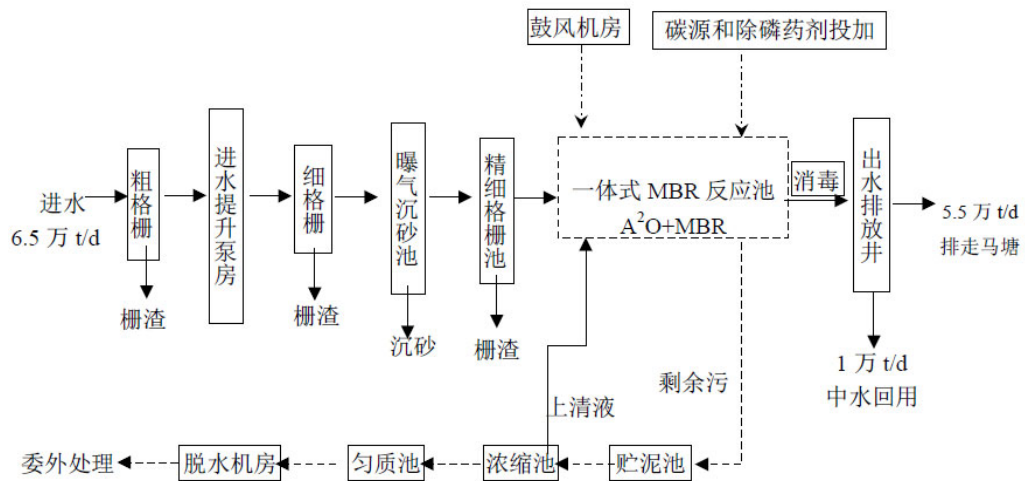 鼓风机房
碳源和除磷药剂投加
进水
6.5 万 t/d
粗格栅
进水提升泵房
细格栅
曝气沉砂池
精细格栅池
一体式 MBR 反应池
A²O+MBR
消毒
出水排放井
5.5 万 t/d
排走马塘
栅渣
栅渣
沉砂
栅渣
1 万 t/d
中水回用
剩余污
上清液
委外处理
脱水机房
匀质池
浓缩池
贮泥池